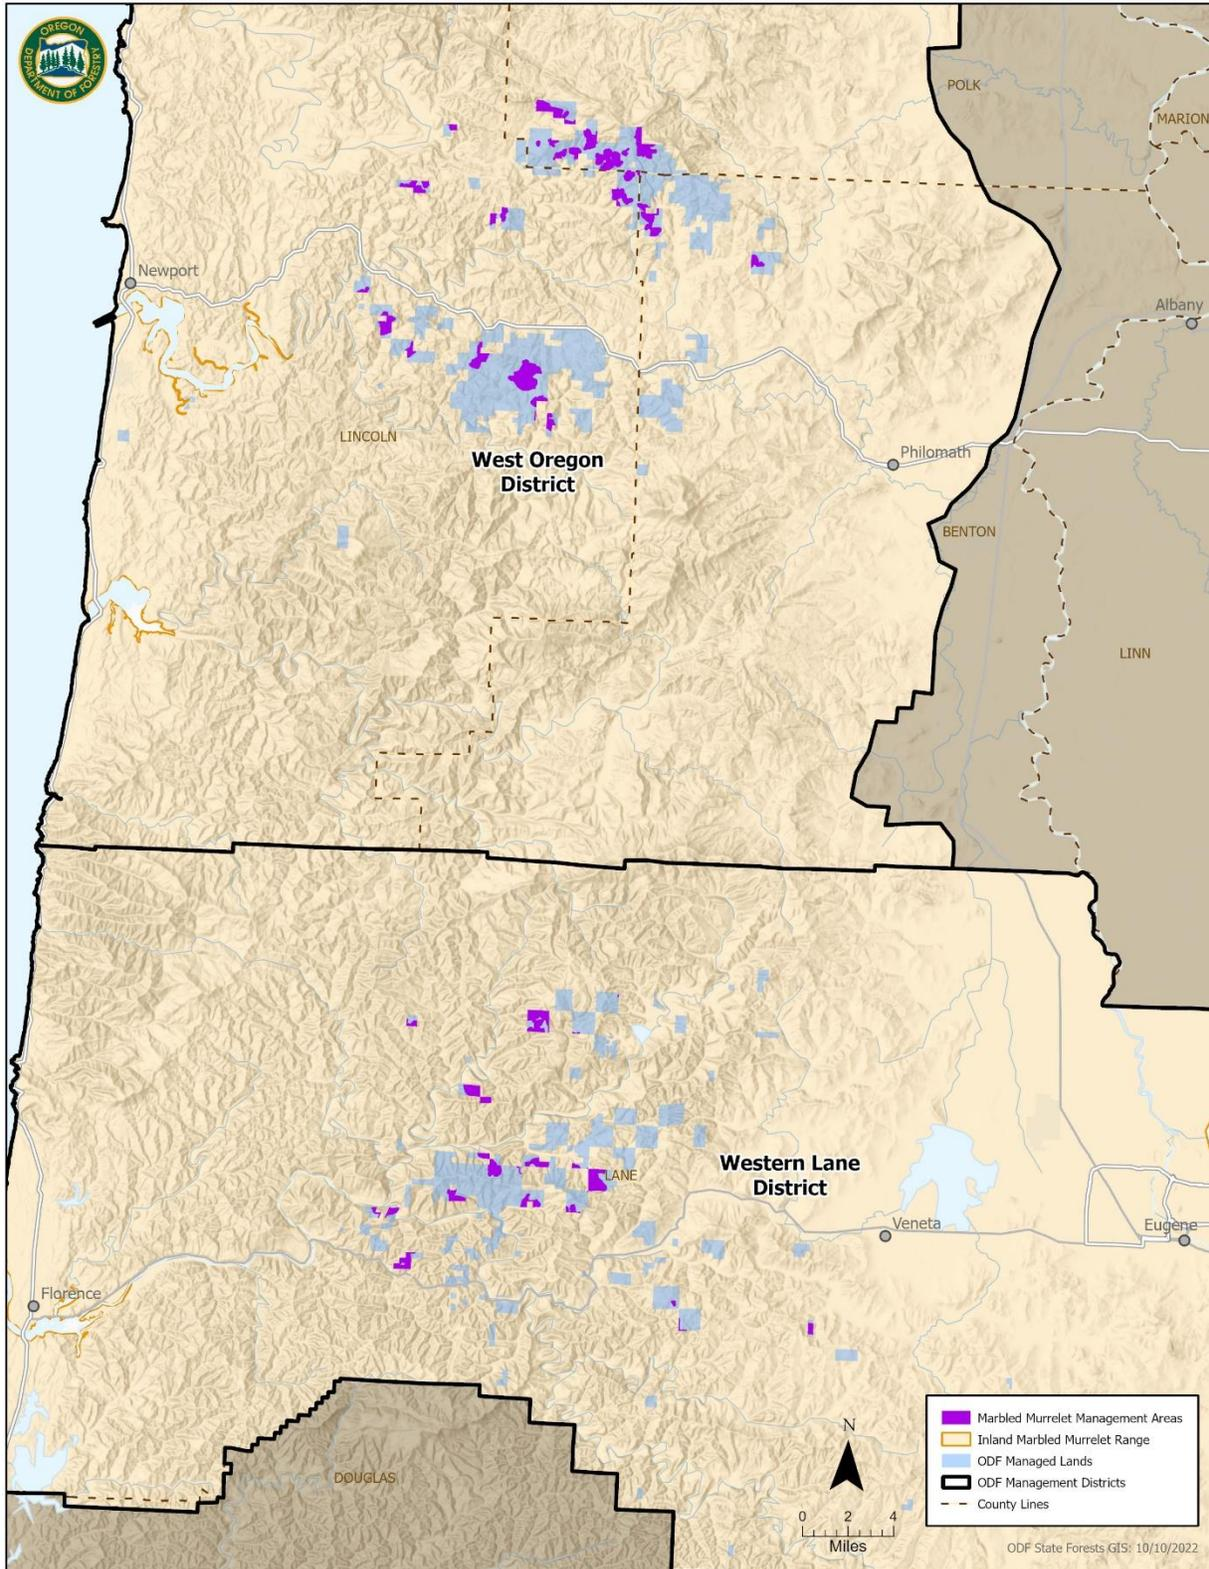 OREGON
DEPARTMENT OF FORESTRY
POLK
MARION
Newport
Albany
LINCOLN
West Oregon
District
Philomath
BENTON
LINN
Western Lane
District
LANE
Veneta
Eugene
Florence
DOUGLAS
N
0 2 4
Miles
Marbled Murrelet Management Areas
Inland Marbled Murrelet Range
ODF Managed Lands
ODF Management Districts
County Lines
ODF State Forests GIS: 10/10/2022